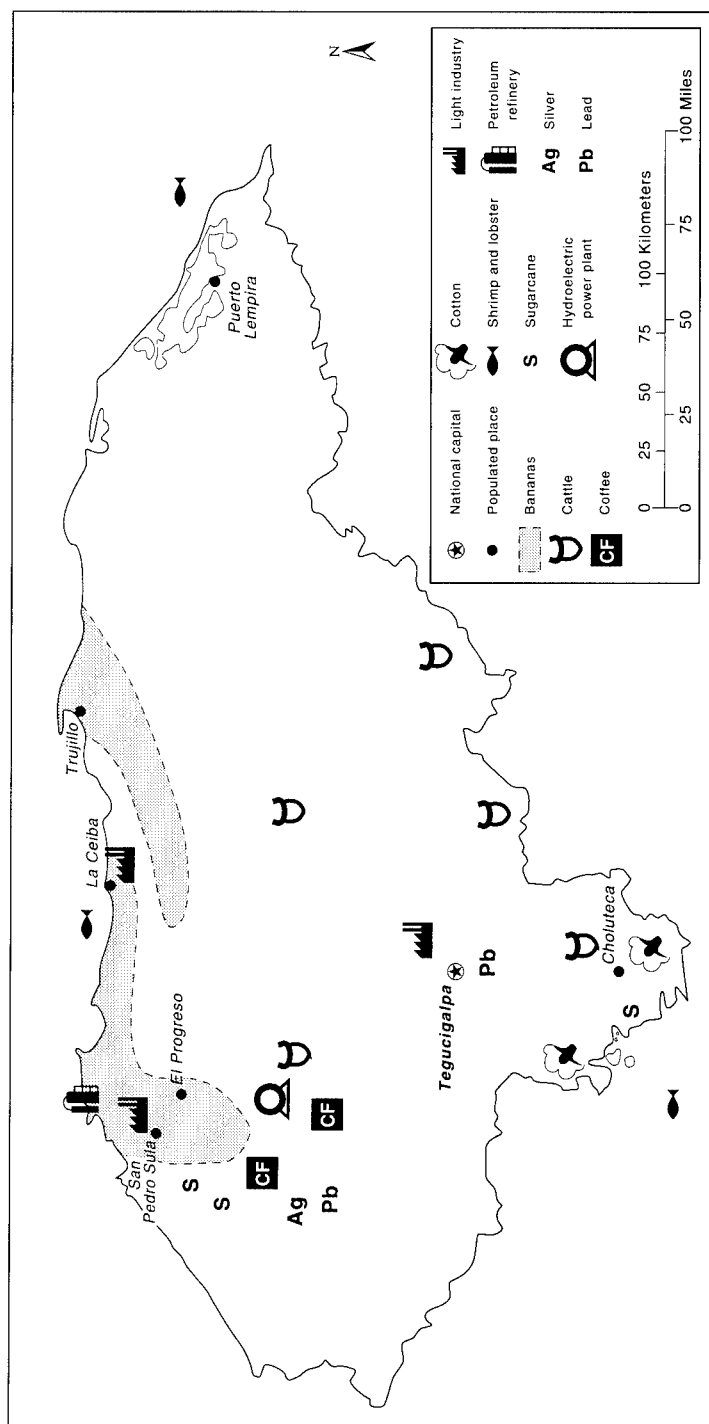 N
Trujillo
La Ceiba
San
Pedro Sula
El Progreso
Puerto
Lempira
S
S
CF
CF
Ag
Pb
Tegucigalpa
Pb
Choluteca
S
National capital
Populated place
Bananas
Cattle
CF Coffee
Cotton
Shrimp and lobster
S Sugarcane
Hydroelectric
power plant
Light industry
Petroleum
refinery
Ag Silver
Pb Lead
0 25 50 75 100 Kilometers
0 25 50 75 100 Miles